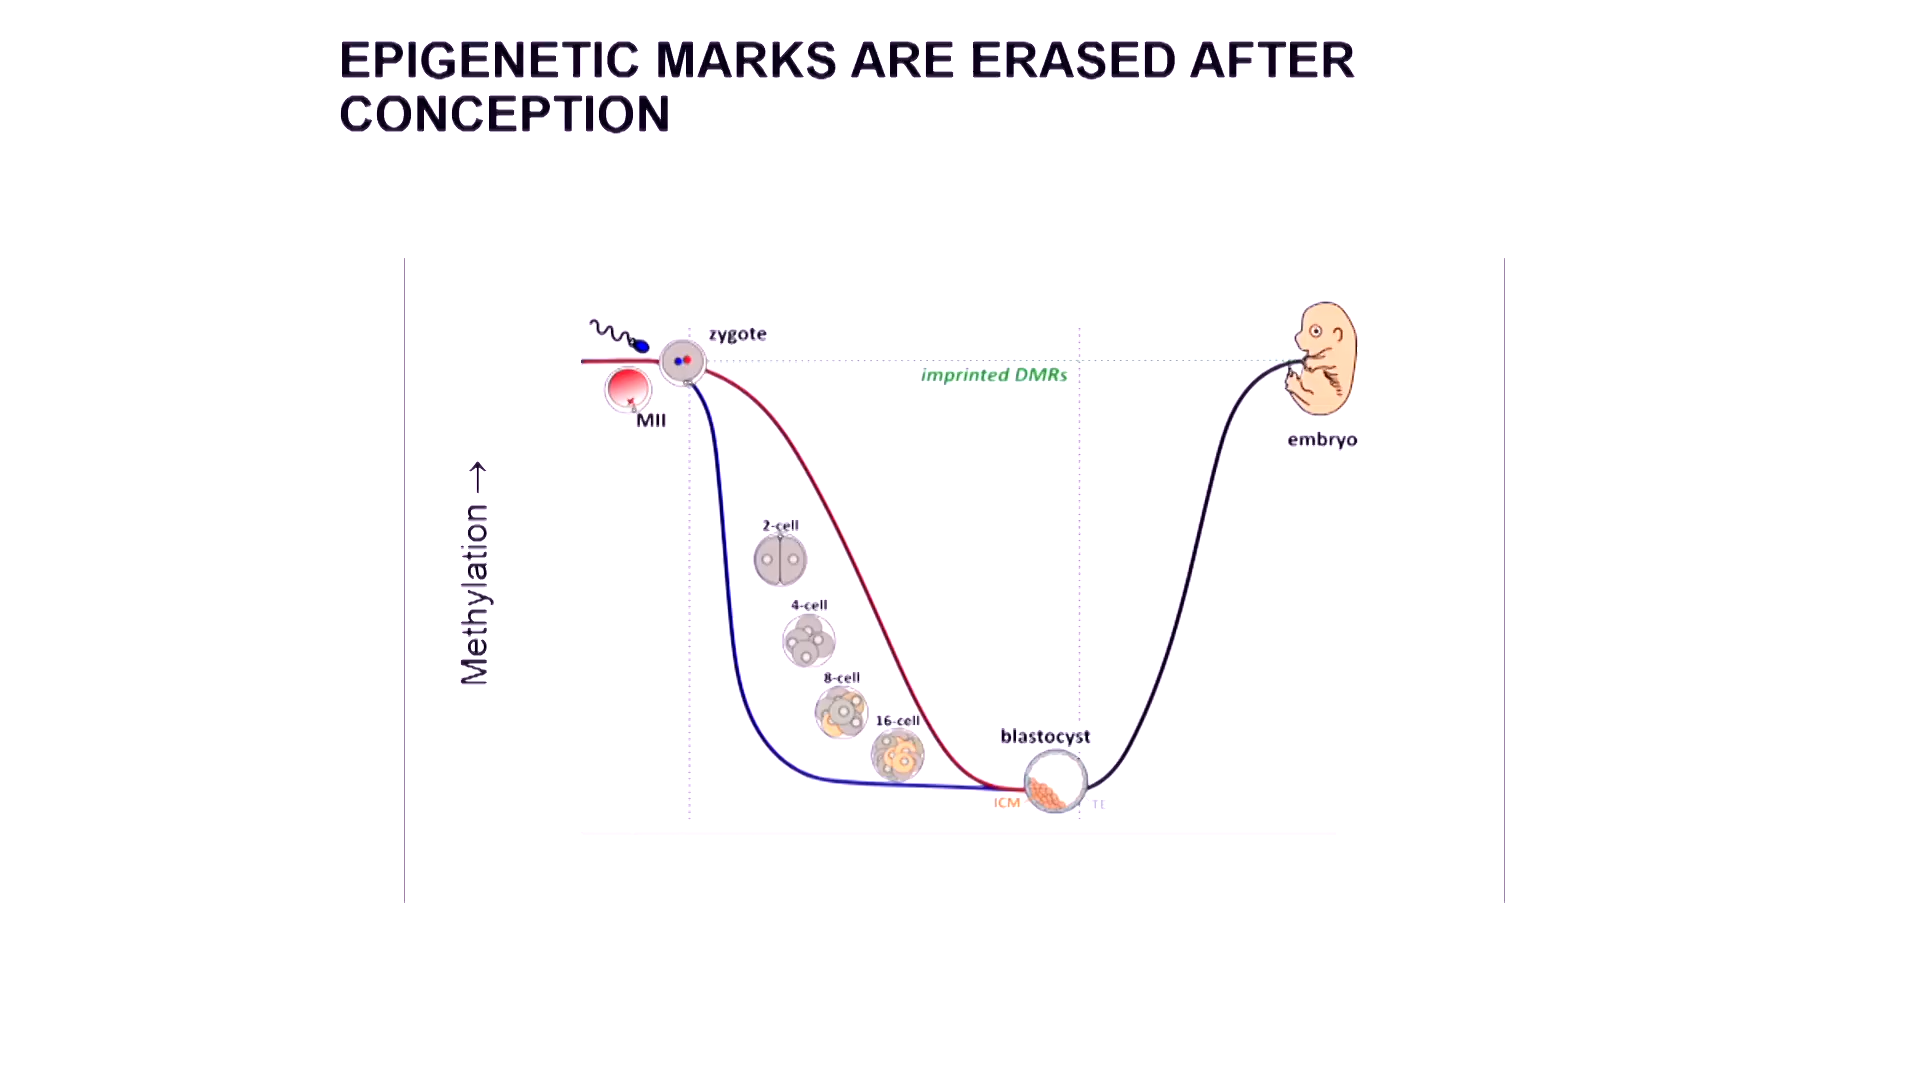 EPIGENETIC MARKS ARE ERASED AFTER
CONCEPTION
zygote
imprinted DMRs
MII
embryo
Methylation →
2-cell
4-cell
8-cell
16-cell
blastocyst
ICM
TE